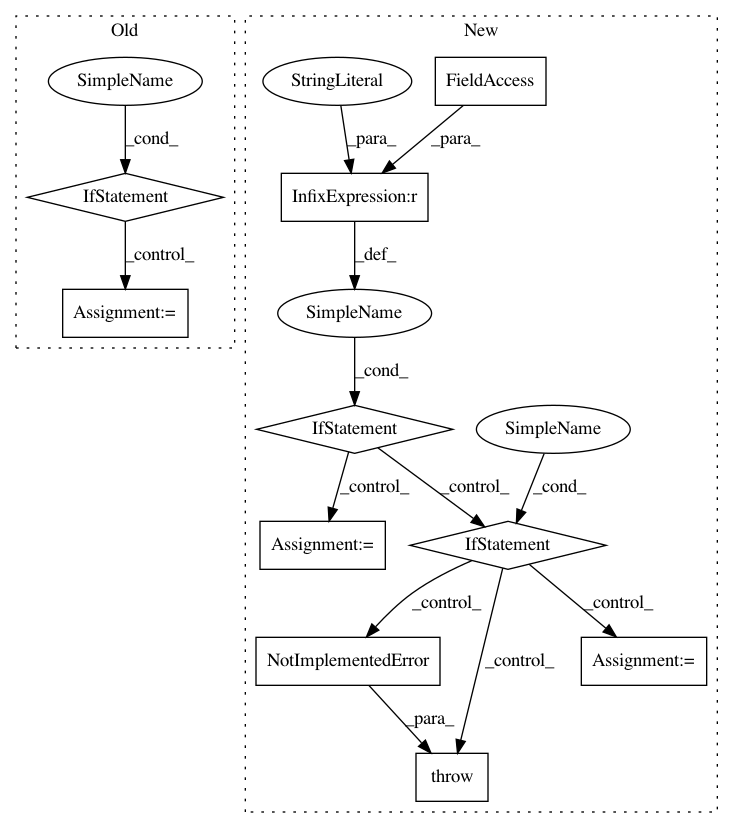 Old
New
SimpleName
StringLiteral
FieldAccess
_cond_
_para_
_para_
IfStatement
InfixExpression:r
_control_
_def_
Assignment:=
SimpleName
_cond_
IfStatement
SimpleName
_control_
_control_
_cond_
Assignment:=
IfStatement
_control_
_control_
_control_
NotImplementedError
Assignment:=
_para_
throw